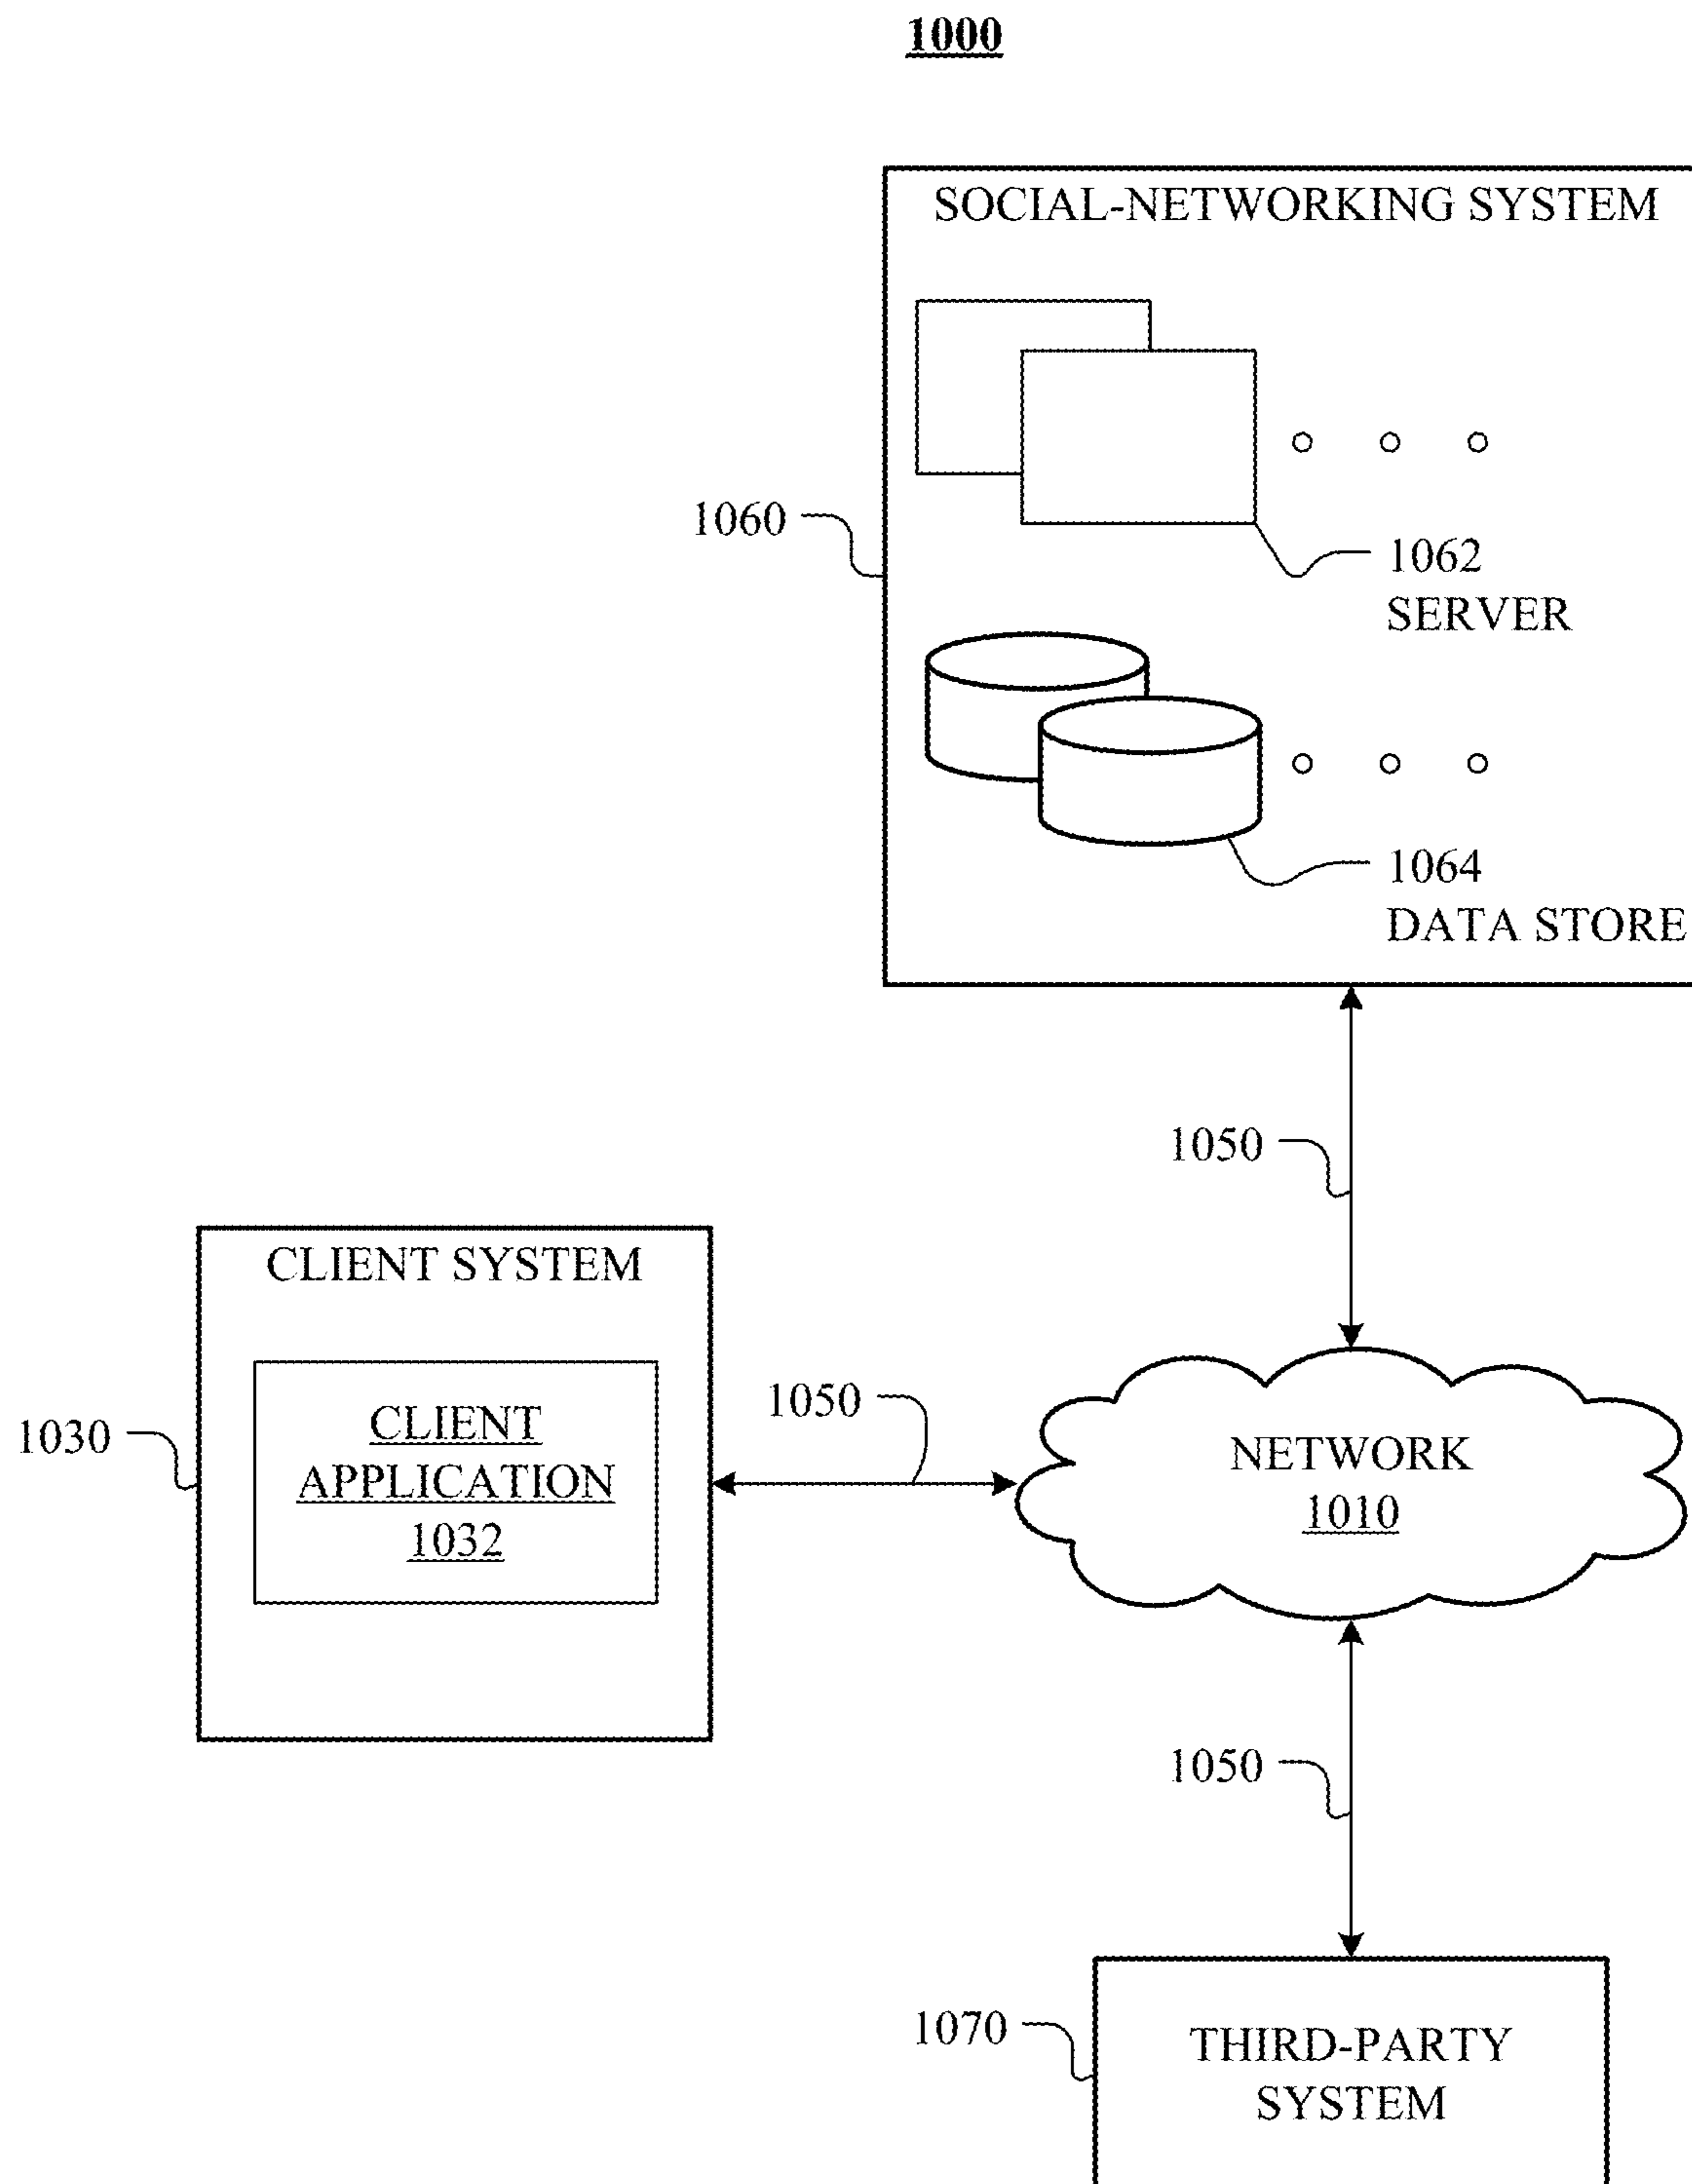 1000
SOCIAL-NETWORKING SYSTEM
1060
1062
SERVER
1064
DATA STORE
1050
CLIENT SYSTEM
CLIENT
APPLICATION
1032
1030
1050
NETWORK
1010
1050
1070
THIRD-PARTY
SYSTEM